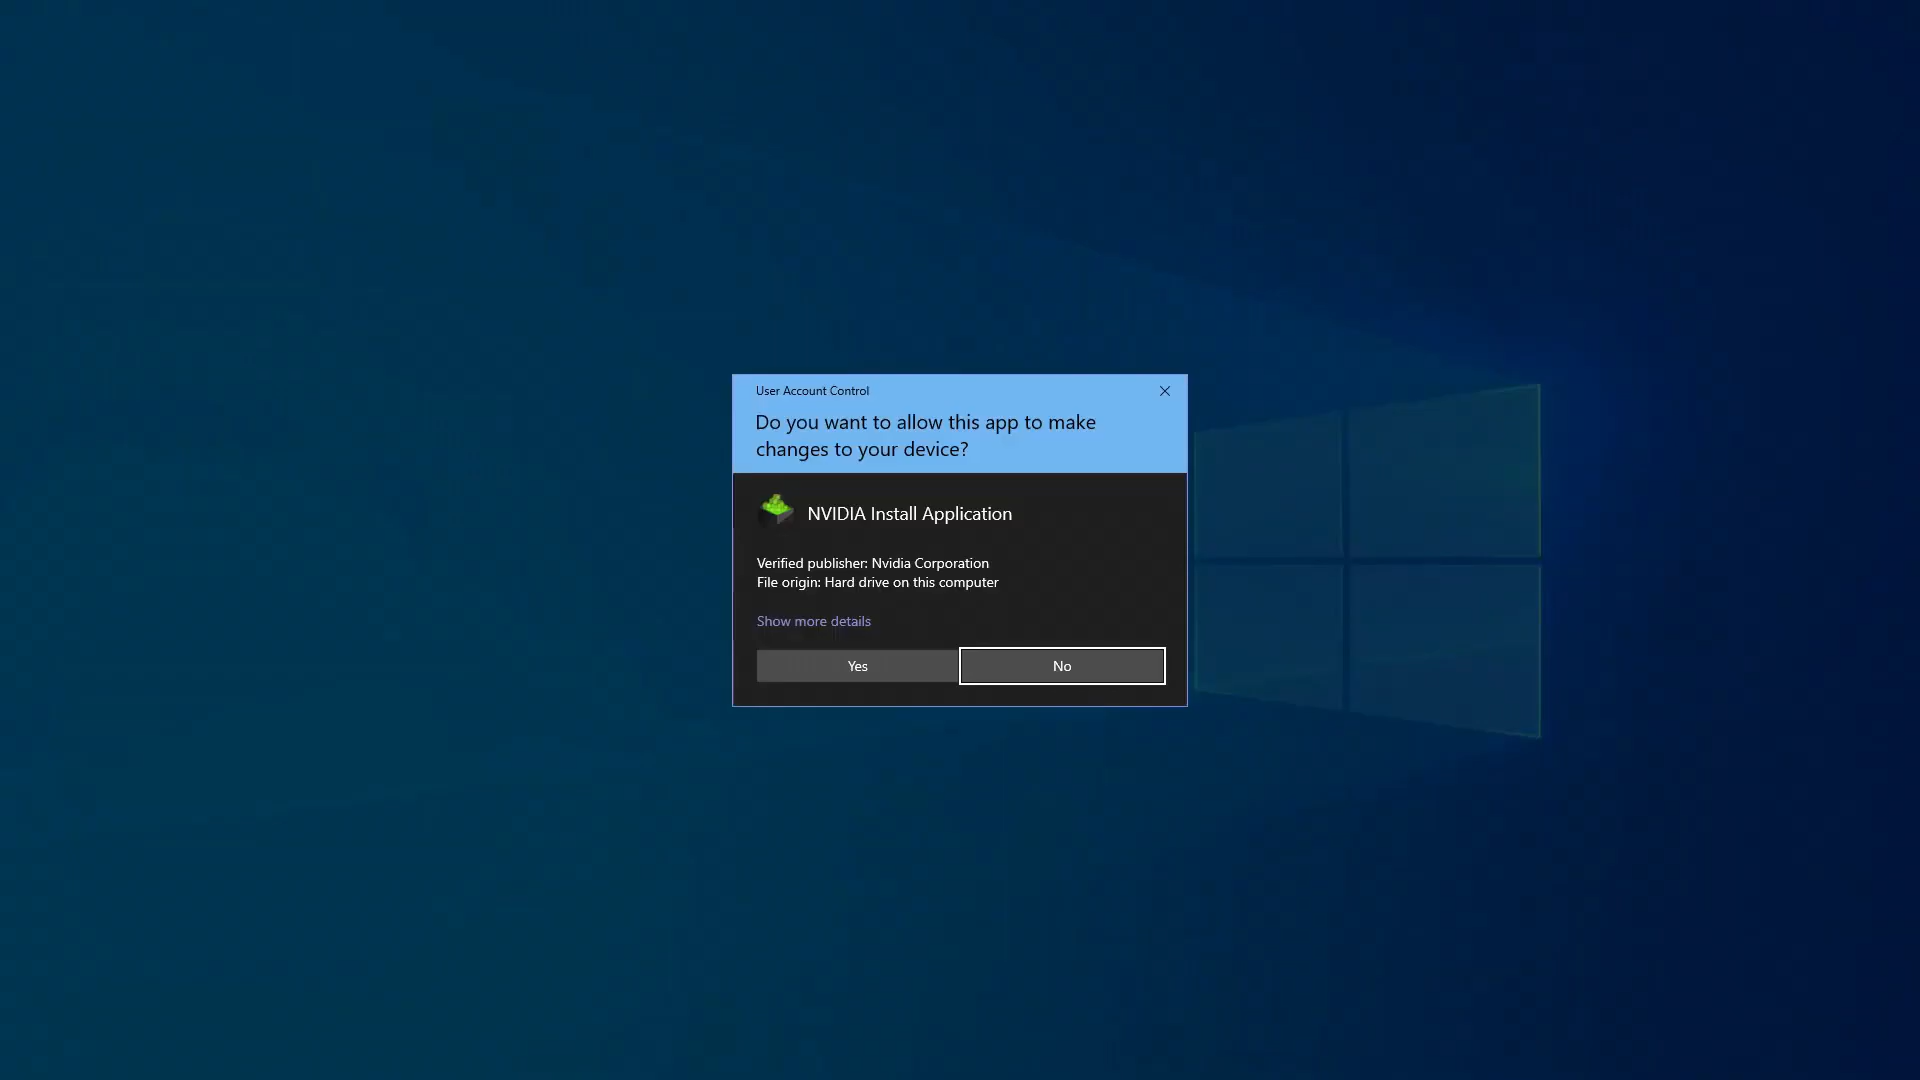 User Account Control
Do you want to allow this app to make
changes to your device?
NVIDIA Install Application
Verified publisher: Nvidia Corporation
File origin: Hard drive on this computer
Show more details
Yes
No